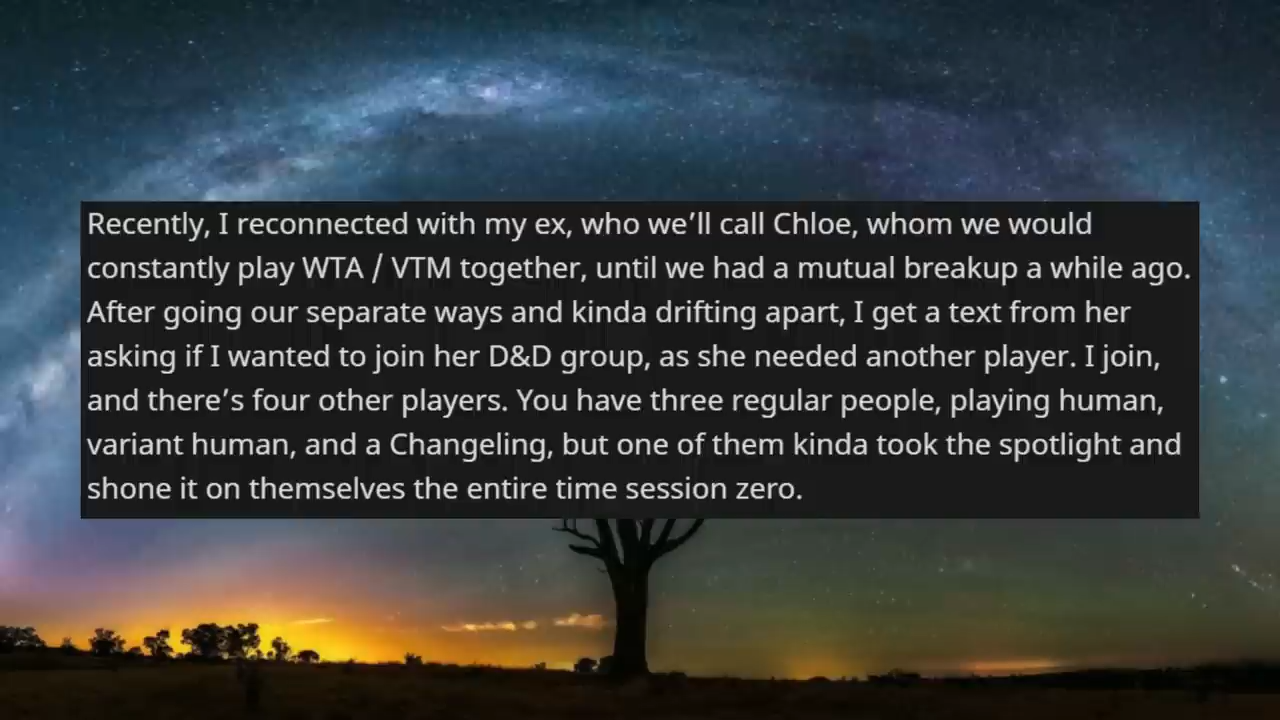 Recently, I reconnected with my ex, who we’ll call Chloe, whom we would
constantly play WTA / VTM together, until we had a mutual breakup a while ago.
After going our separate ways and kinda drifting apart, I get a text from her
asking if I wanted to join her D&D group, as she needed another player. I join,
and there’s four other players. You have three regular people, playing human,
variant human, and a Changeling, but one of them kinda took the spotlight and
shone it on themselves the entire time session zero.